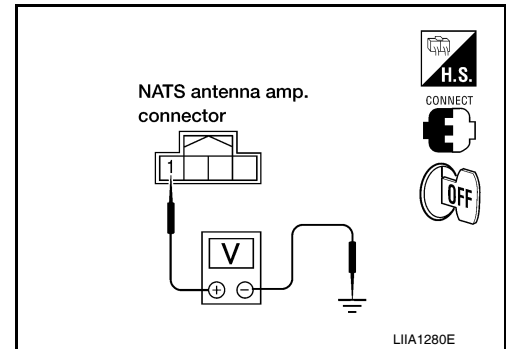 NATS antenna amp.
connector
H.S.
CONNECT
1
OFF
V
+ −
LIIA1280E